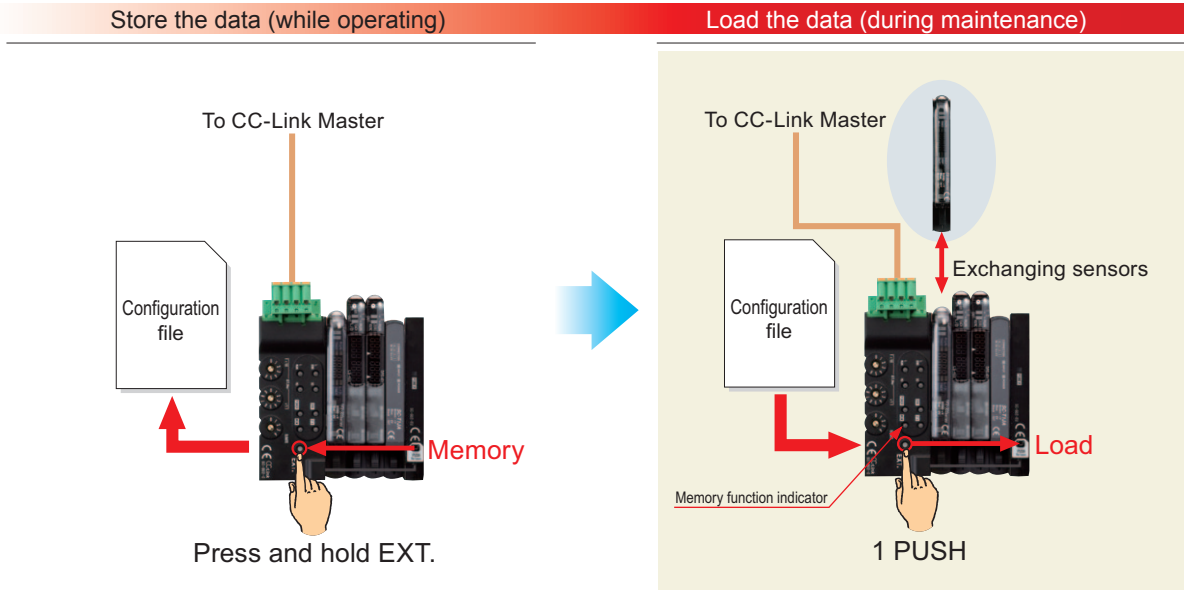 Store the data (while operating)
Load the data (during maintenance)
To CC-Link Master
Configuration
file
Memory
Press and hold EXT.
To CC-Link Master
Exchanging sensors
Configuration
file
Load
Memory function indicator
1 PUSH